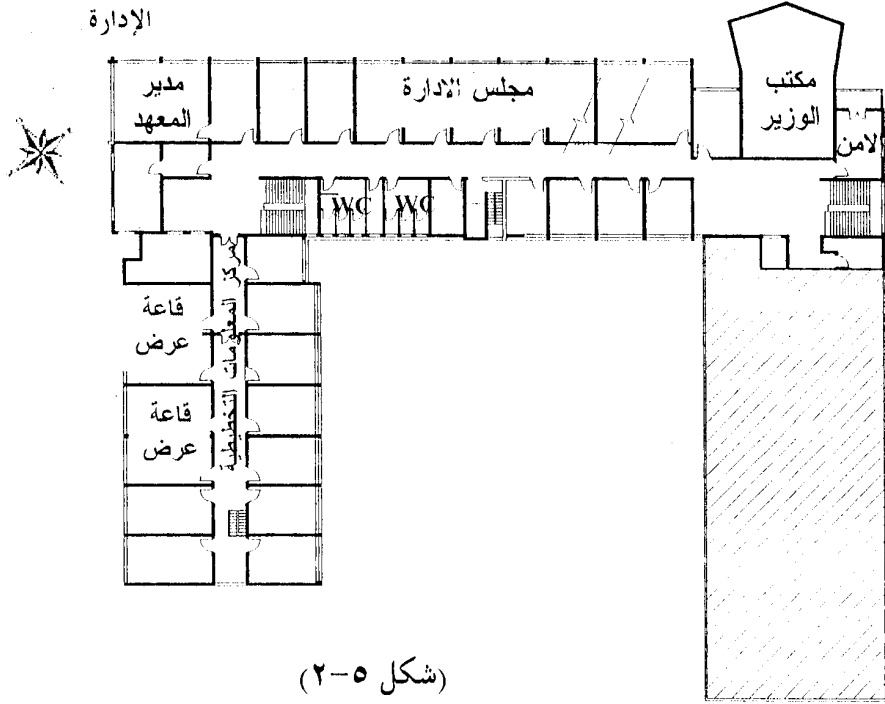 الإدارة
مدير
المعهد
مجلس الادارة
مكتب
الوزير
الامن
WC
WC
مركز المعلومات التخطيطية
قاعة
عرض
قاعة
عرض
(شكل ٥-٢)